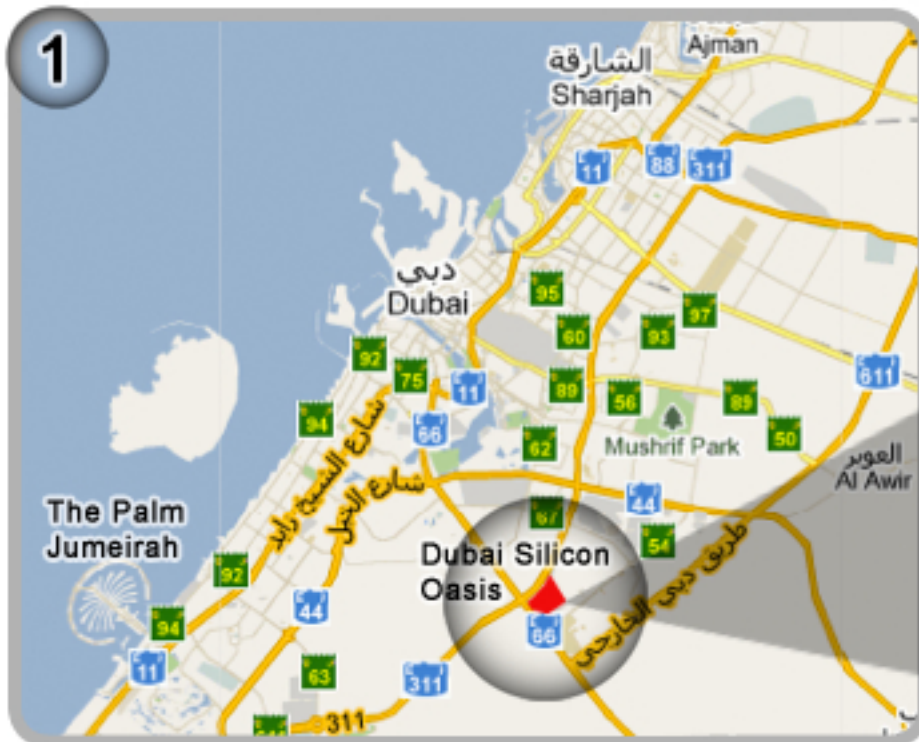 1
Ajman
الشارقة
Sharjah
11
88
311
دبي
Dubai
95
97
60
93
92
75
11
89
56
89
611
94
66
62
Mushrif Park
50
العوير
Al Awir
شارع الشيخ زايد
شارع الخيل
44
The Palm
Jumeirah
67
54
Dubai Silicon
Oasis
92
44
94
66
طريق دبي الخارجي
11
63
311
311